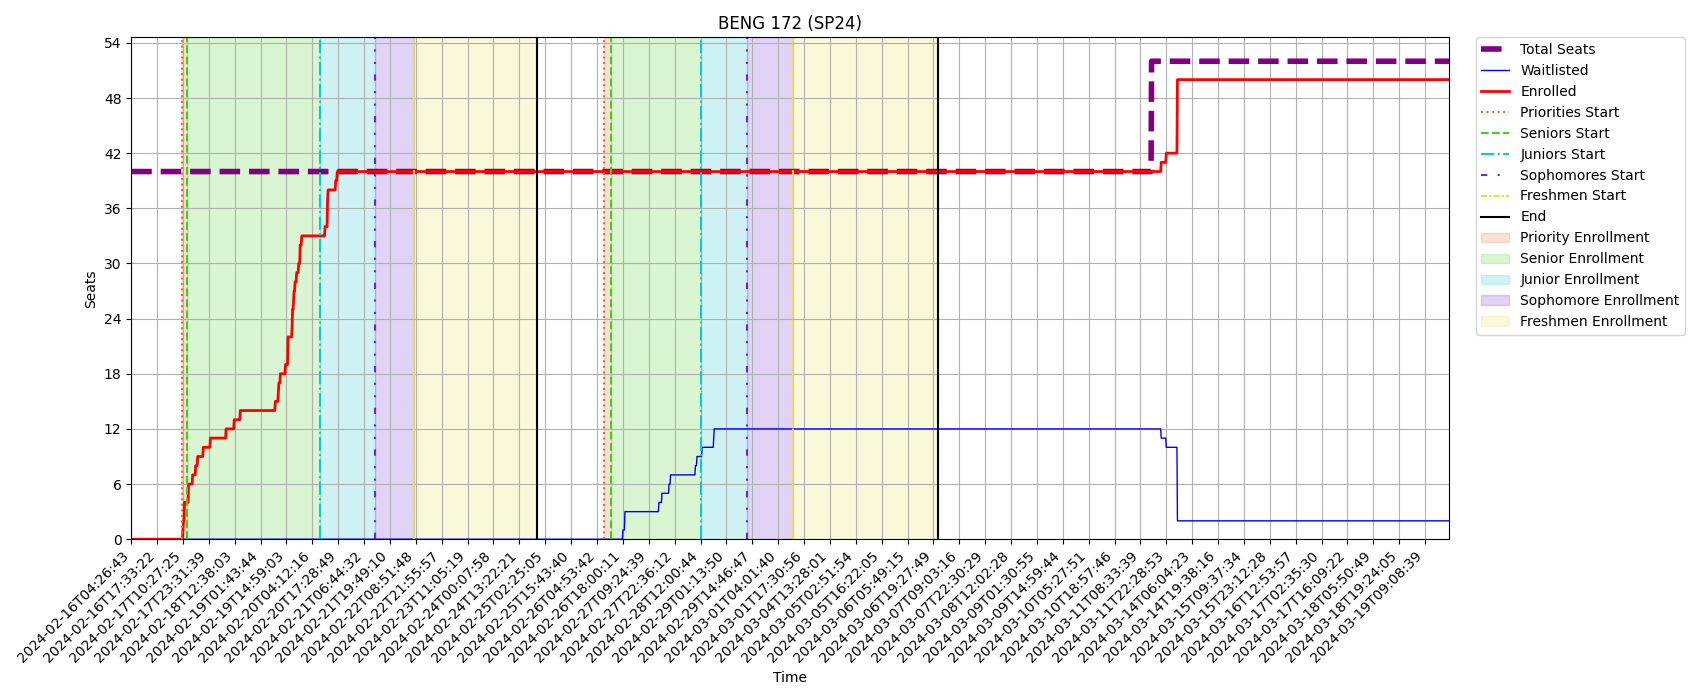 BENG 172 (SP24)
Seats
54
48
42
36
30
24
18
12
6
0
2024-02-16T04:26:43
2024-02-16T17:33:22
2024-02-17T10:27:25
2024-02-17T23:31:39
2024-02-18T12:38:03
2024-02-19T01:43:44
2024-02-19T14:59:03
2024-02-20T04:12:16
2024-02-20T17:28:49
2024-02-21T06:44:32
2024-02-21T19:49:10
2024-02-22T08:51:48
2024-02-22T21:55:57
2024-02-23T11:05:19
2024-02-24T00:07:58
2024-02-24T13:22:21
2024-02-25T02:25:05
2024-02-25T15:43:40
2024-02-26T04:53:42
2024-02-26T18:00:11
2024-02-27T09:24:39
2024-02-27T22:36:12
2024-02-28T12:00:44
2024-02-29T01:13:50
2024-02-29T14:46:47
2024-03-01T04:01:40
2024-03-01T17:30:56
2024-03-04T13:28:01
2024-03-05T02:51:54
2024-03-05T16:22:05
2024-03-06T05:49:15
2024-03-06T19:27:49
2024-03-07T09:03:16
2024-03-07T22:30:29
2024-03-08T12:02:28
2024-03-09T01:30:55
2024-03-09T14:59:44
2024-03-10T05:27:51
2024-03-10T18:57:46
2024-03-11T08:33:39
2024-03-11T22:28:53
2024-03-14T06:04:23
2024-03-14T19:38:16
2024-03-15T09:37:34
2024-03-15T23:12:28
2024-03-16T12:53:57
2024-03-17T02:35:30
2024-03-17T16:09:22
2024-03-18T05:50:49
2024-03-18T19:24:05
2024-03-19T09:08:39
Time
Total Seats
Waitlisted
Enrolled
Priorities Start
Seniors Start
Juniors Start
Sophomores Start
Freshmen Start
End
Priority Enrollment
Senior Enrollment
Junior Enrollment
Sophomore Enrollment
Freshmen Enrollment